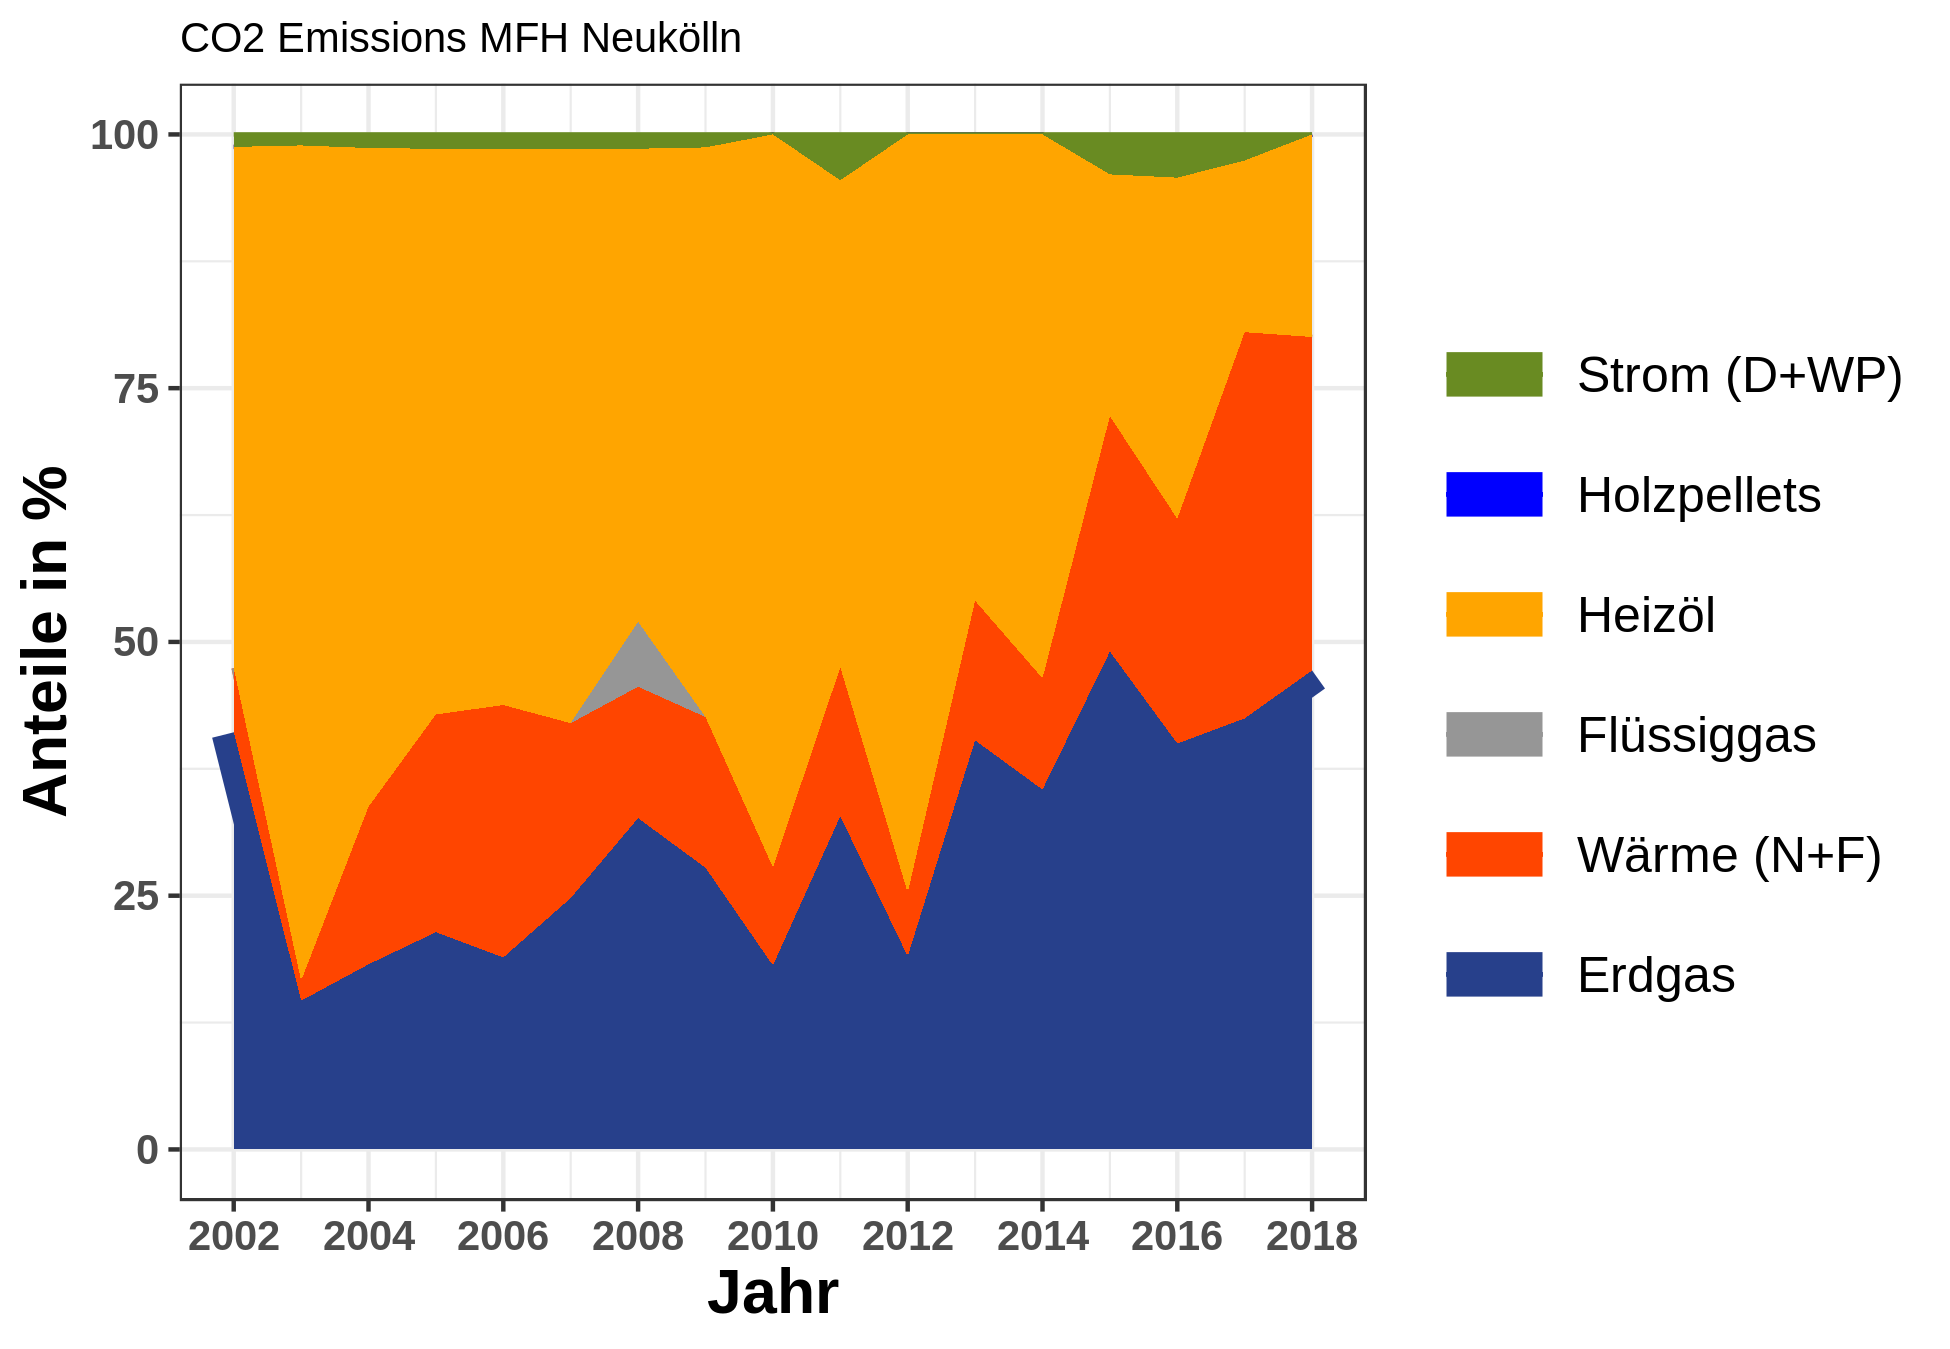 CO2 Emissions MFH Neukölln
Anteile in %
100
75
50
25
0
2002 2004 2006 2008 2010 2012 2014 2016 2018
Jahr
Strom (D+WP)
Holzpellets
Heizöl
Flüssiggas
Wärme (N+F)
Erdgas